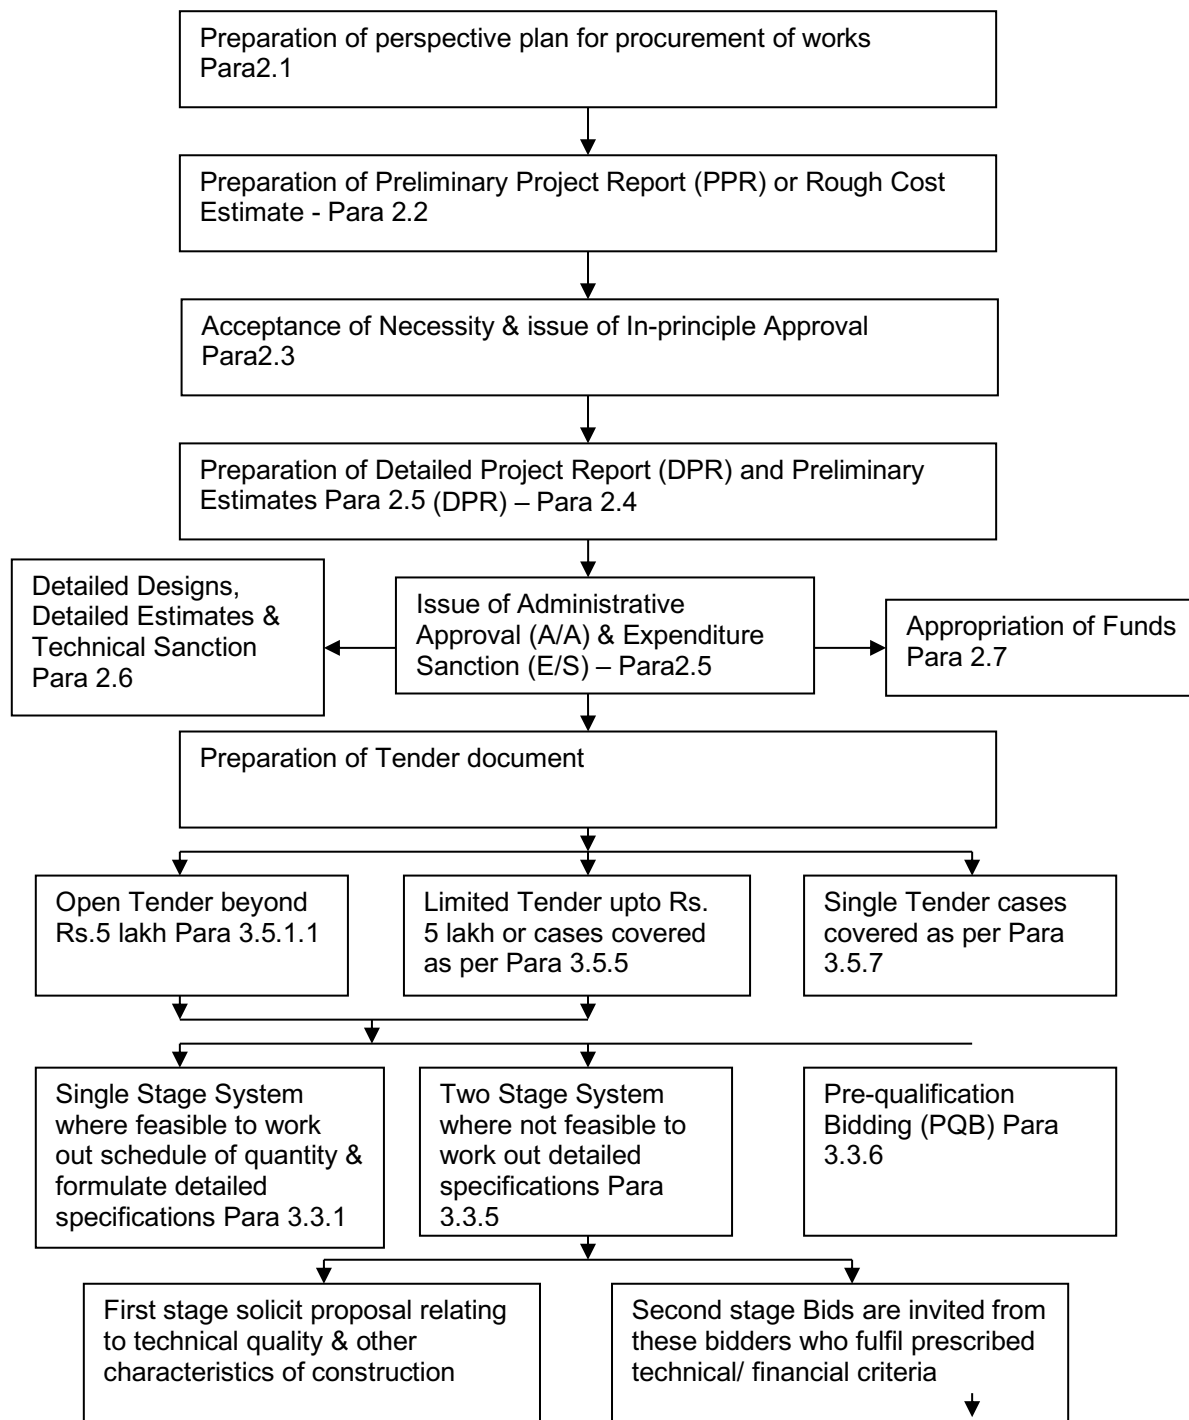 Preparation of perspective plan for procurement of works
Para2.1
Preparation of Preliminary Project Report (PPR) or Rough Cost
Estimate - Para 2.2
Acceptance of Necessity & issue of In-principle Approval
Para2.3
Preparation of Detailed Project Report (DPR) and Preliminary
Estimates Para 2.5 (DPR) – Para 2.4
Detailed Designs,
Detailed Estimates &
Technical Sanction
Para 2.6
Issue of Administrative
Approval (A/A) & Expenditure
Sanction (E/S) – Para2.5
Appropriation of Funds
Para 2.7
Preparation of Tender document
Open Tender beyond
Rs.5 lakh Para 3.5.1.1
Limited Tender upto Rs.
5 lakh or cases covered
as per Para 3.5.5
Single Tender cases
covered as per Para
3.5.7
Single Stage System
where feasible to work
out schedule of quantity &
formulate detailed
specifications Para 3.3.1
Two Stage System
where not feasible to
work out detailed
specifications Para
3.3.5
Pre-qualification
Bidding (PQB) Para
3.3.6
First stage solicit proposal relating
to technical quality & other
characteristics of construction
Second stage Bids are invited from
these bidders who fulfil prescribed
technical/ financial criteria